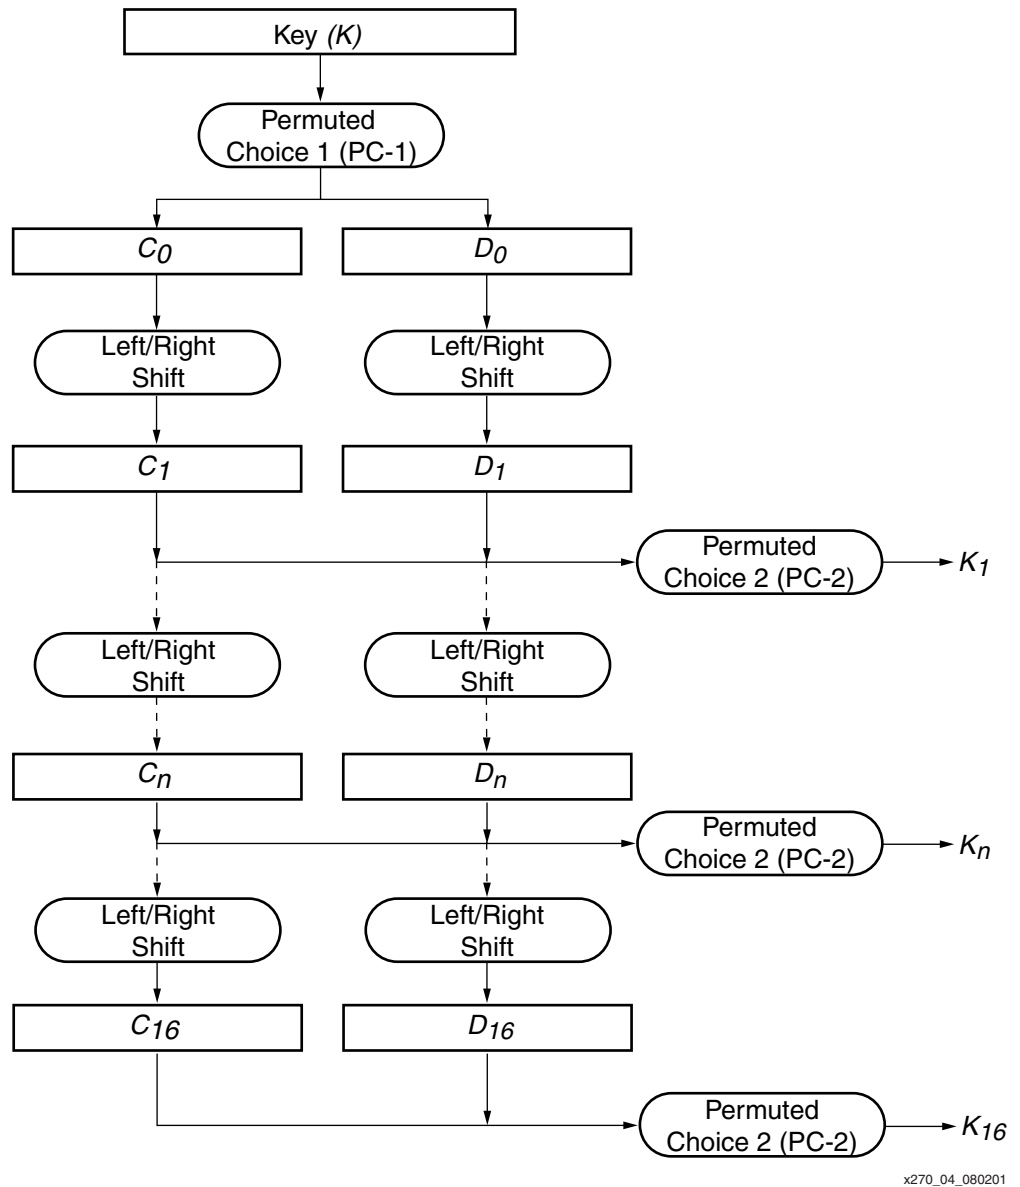 Key (K)
Permuted
Choice 1 (PC-1)
C0
D0
Left/Right
Shift
Left/Right
Shift
C1
D1
Permuted
Choice 2 (PC-2)
K1
Left/Right
Shift
Left/Right
Shift
Cn
Dn
Permuted
Choice 2 (PC-2)
Kn
Left/Right
Shift
Left/Right
Shift
C16
D16
Permuted
Choice 2 (PC-2)
K16
x270_04_080201